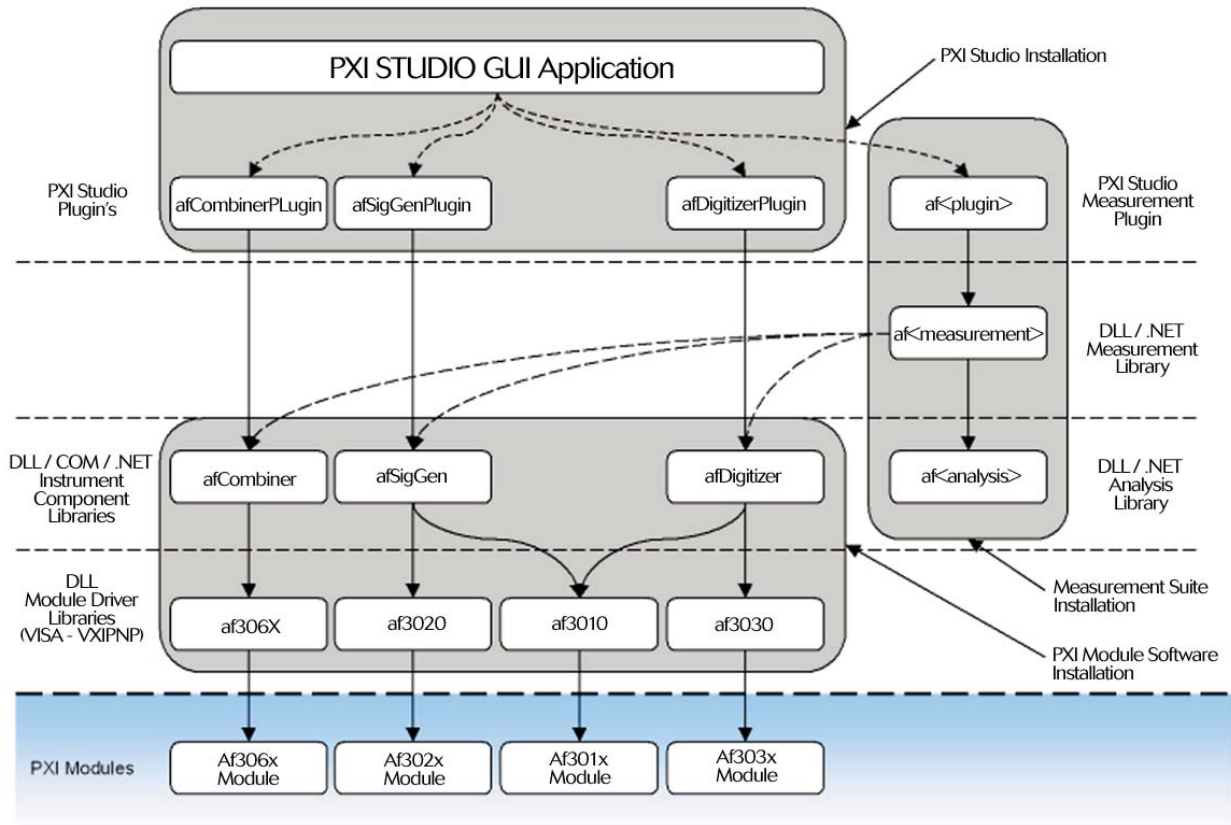 PXI STUDIO GUI Application
PXI Studio Installation
PXI Studio
Plugin's
afCombinerPLugin
afSigGenPlugin
afDigitizerPlugin
af<plugin>
PXI Studio
Measurement
Plugin
af<measurement>
DLL / .NET
Measurement
Library
DLL / COM / .NET
Instrument
Component
Libraries
afCombiner
afSigGen
afDigitizer
af<analysis>
DLL / .NET
Analysis
Library
DLL
Module Driver
Libraries
(VISA - VXIPNP)
af306X
af3020
af3010
af3030
Measurement Suite
Installation
PXI Module Software
Installation
PXI Modules
Af306x
Module
Af302x
Module
Af301x
Module
Af303x
Module